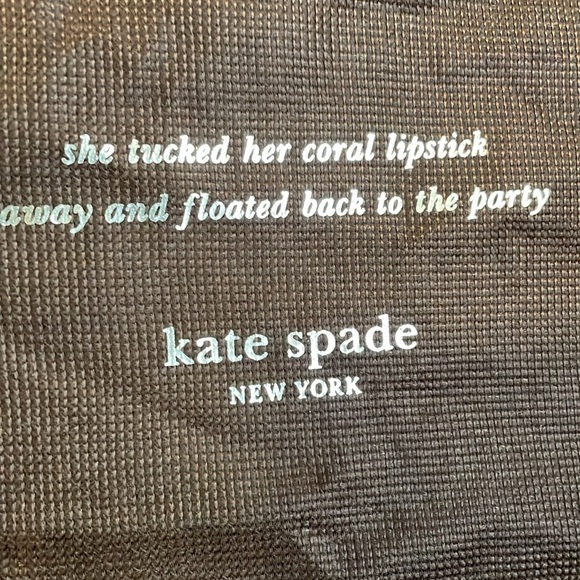 she tucked her coral lipstick
away and floated back to the party
kate spade
NEW YORK